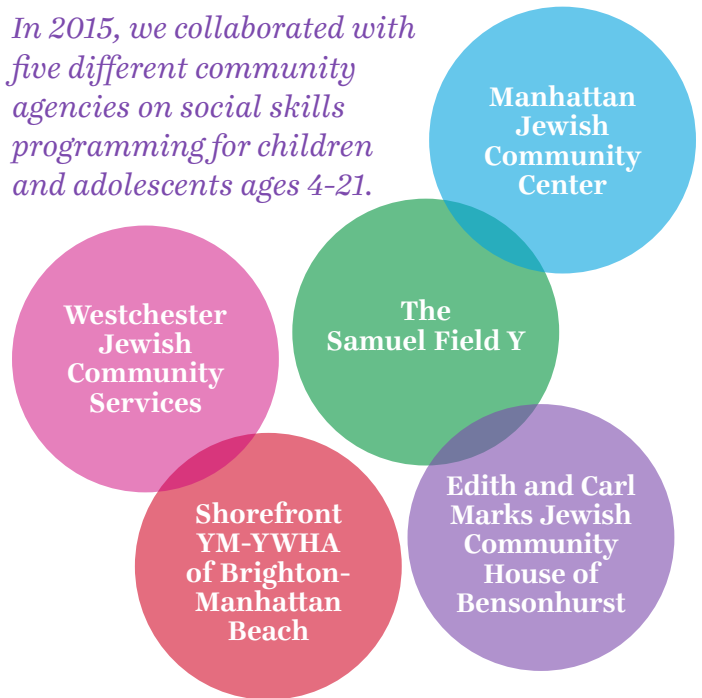 In 2015, we collaborated with
five different community
agencies on social skills
programming for children
and adolescents ages 4-21.
Manhattan
Jewish
Community
Center
The
Samuel Field Y
Westchester
Jewish
Community
Services
Edith and Carl
Marks Jewish
Community
House of
Bensonhurst
Shorefront
YM-YWHA
of Brighton-
Manhattan
Beach